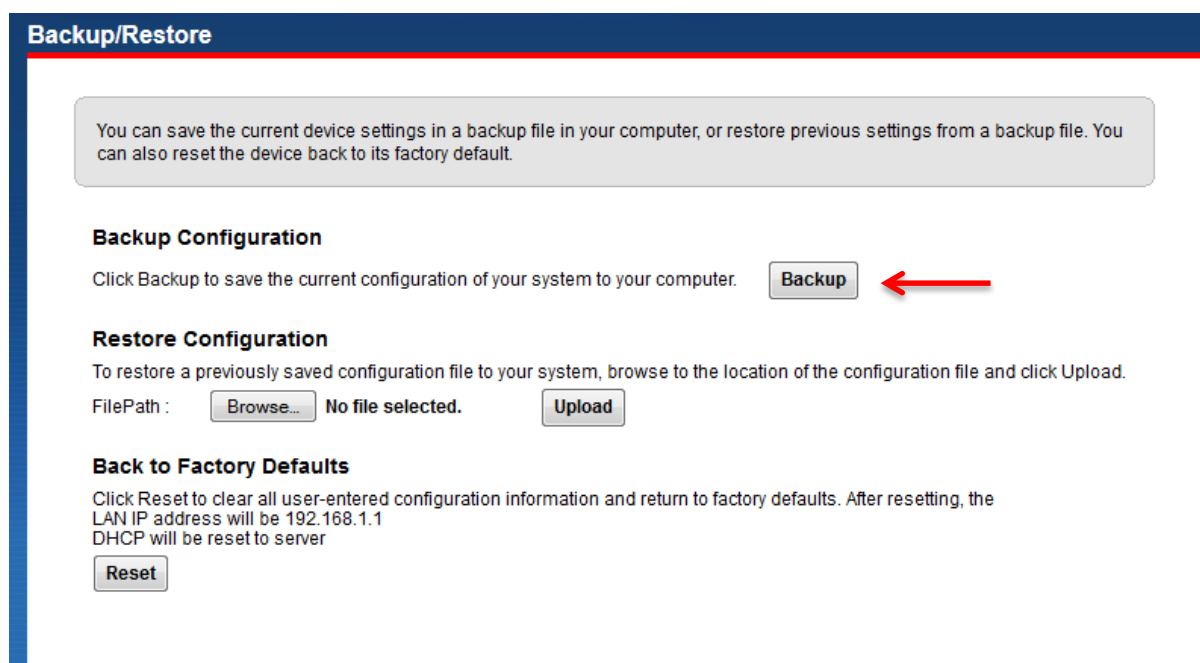 Backup/Restore
You can save the current device settings in a backup file in your computer, or restore previous settings from a backup file. You
can also reset the device back to its factory default.
Backup Configuration
Click Backup to save the current configuration of your system to your computer. Backup
Restore Configuration
To restore a previously saved configuration file to your system, browse to the location of the configuration file and click Upload.
FilePath : Browse... No file selected. Upload
Back to Factory Defaults
Click Reset to clear all user-entered configuration information and return to factory defaults. After resetting, the
LAN IP address will be 192.168.1.1
DHCP will be reset to server
Reset